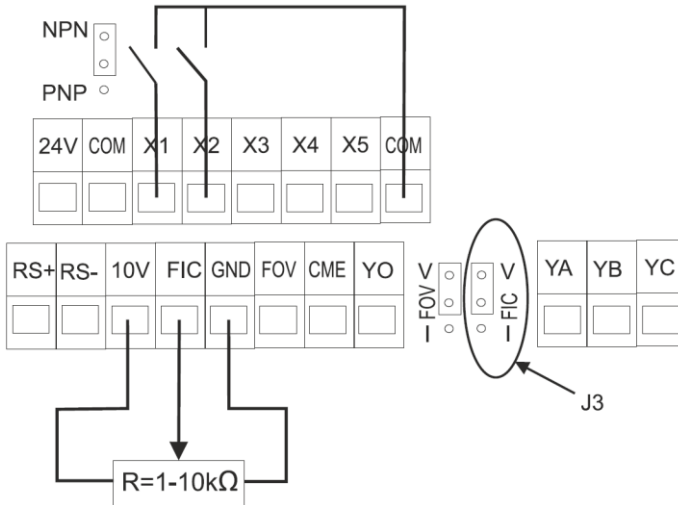 NPN
PNP
24V COM X1 X2 X3 X4 X5 COM
RS+ RS- 10V FIC GND FOV CME YO
V
I FOV
V
I FIC
YA YB YC
J3
R=1-10kΩ